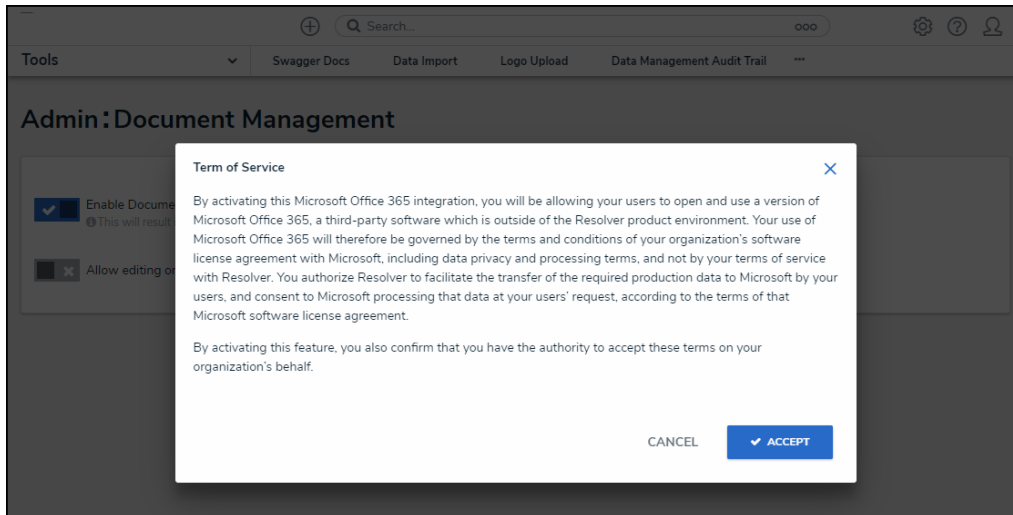 Search...
ooo
Tools
Swagger Docs
Data Import
Logo Upload
Data Management Audit Trail
...
Admin:Document Management
Term of Service
By activating this Microsoft Office 365 integration, you will be allowing your users to open and use a version of
Microsoft Office 365, a third-party software which is outside of the Resolver product environment. Your use of
Microsoft Office 365 will therefore be governed by the terms and conditions of your organization's software
license agreement with Microsoft, including data privacy and processing terms, and not by your terms of service
with Resolver. You authorize Resolver to facilitate the transfer of the required production data to Microsoft by your
users, and consent to Microsoft processing that data at your users' request, according to the terms of that
Microsoft software license agreement.
By activating this feature, you also confirm that you have the authority to accept these terms on your
organization's behalf.
CANCEL
ACCEPT
Enable Docume
This will result
Allow editing or